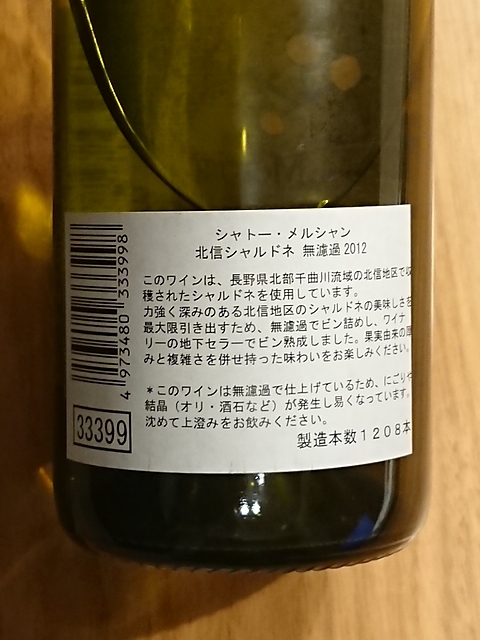 シャトー・メルシャン
北信シャルドネ 無濾過2012
このワインは、長野県北部千曲川流域の北信地区で収
穫されたシャルドネを使用しています。
力強く深みのある北信地区のシャルドネの美味しさを
最大限引き出すため、無濾過でビン詰めし、ワイナ
リーの地下セラーでビン熟成しました。果実由来の厚
みと複雑さを併せ持った味わいをお楽しみください。
＊このワインは無濾過で仕上げているため、にごりや
結晶（オリ・酒石など）が発生し易くなっています。
沈めて上澄みをお飲みください。
製造本数1208本
4 973480 333998
33399